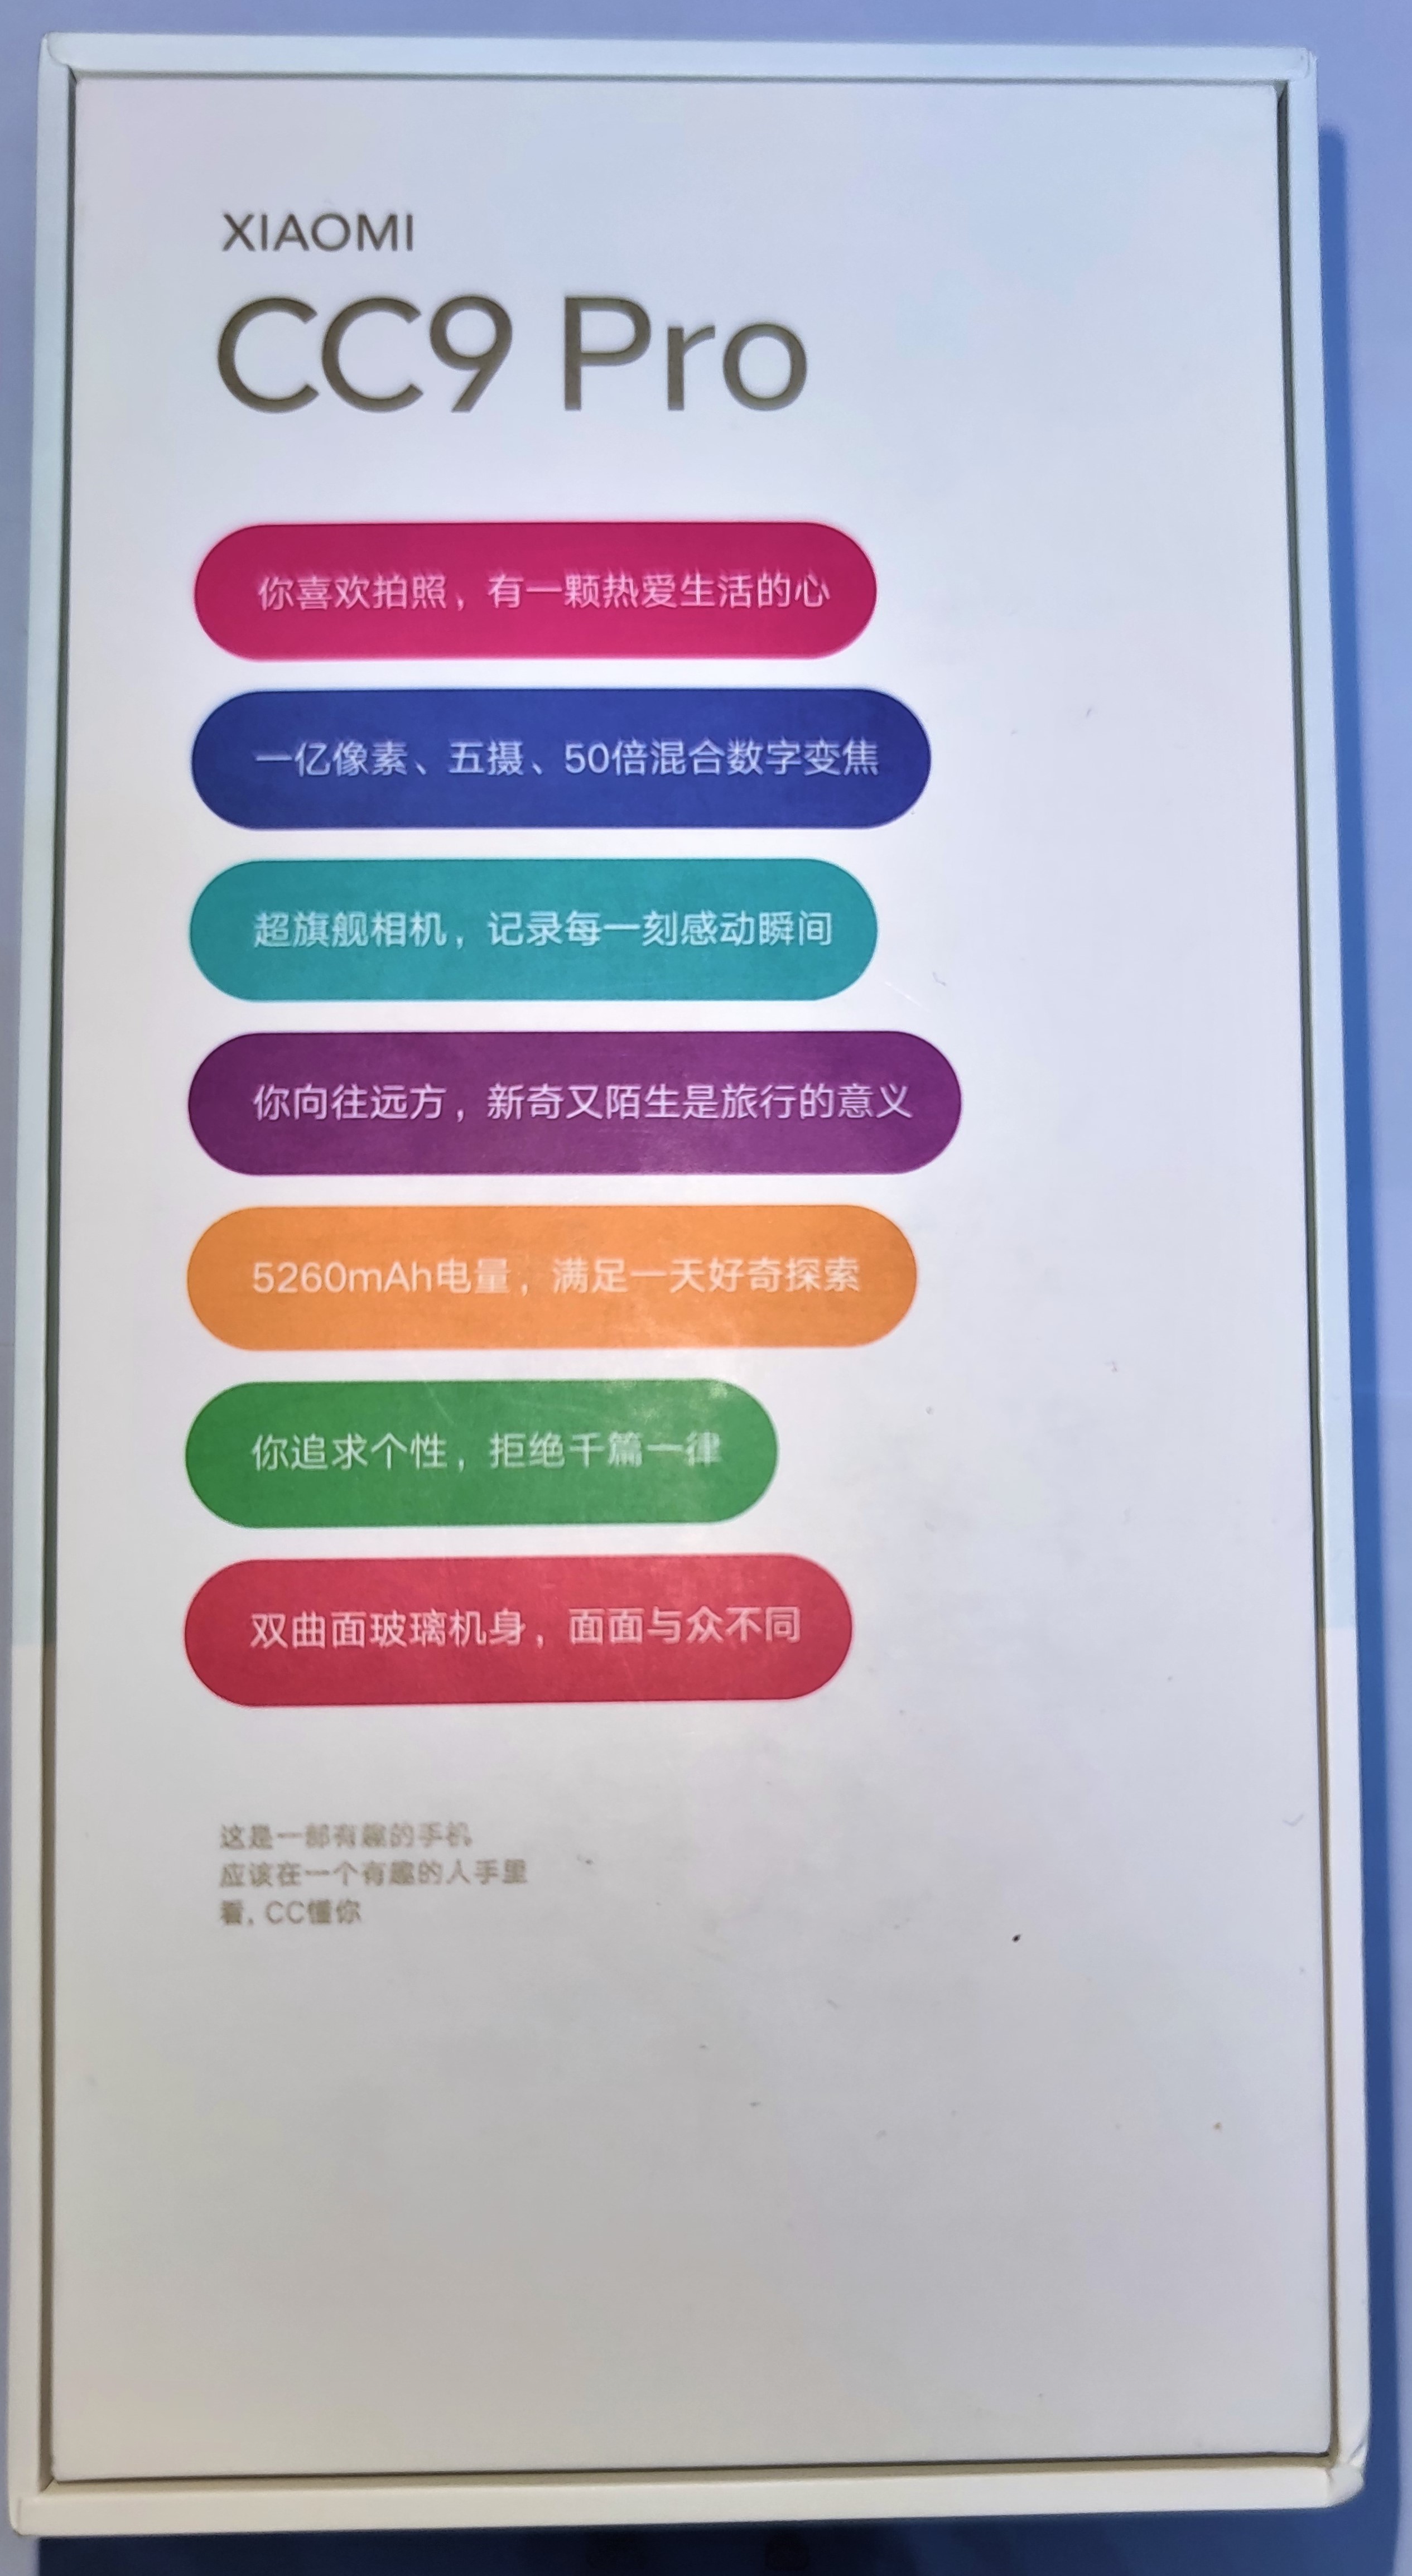 XIAOMI
CC9 Pro
你喜欢拍照，有一颗热爱生活的心
一亿像素、五摄、50倍混合数字变焦
超旗舰相机，记录每一刻感动瞬间
你向往远方，新奇又陌生是旅行的意义
5260mAh电量，满足一天好奇探索
你追求个性，拒绝千篇一律
双曲面玻璃机身，面面与众不同
这是一部有趣的手机
应该在一个有趣的人手里
看，CC懂你